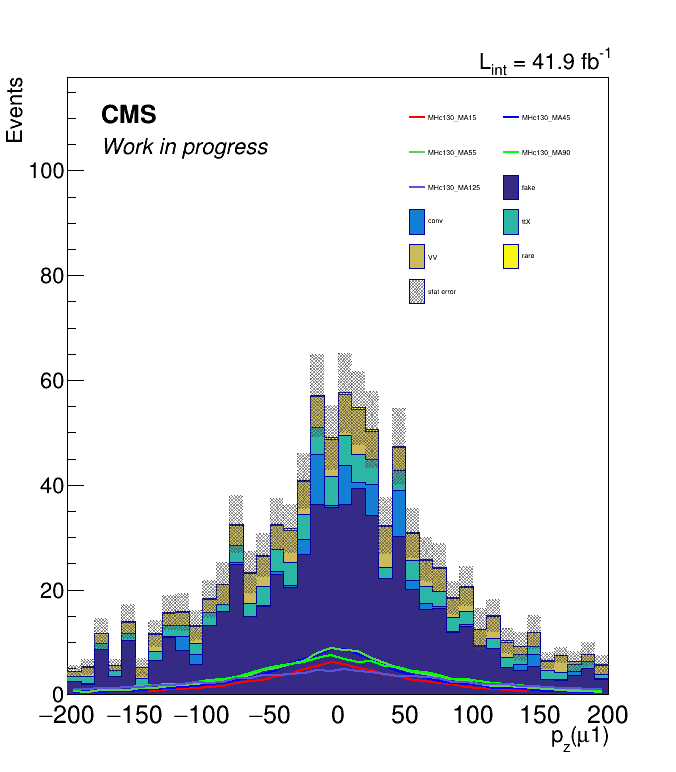 L_int = 41.9 fb^-1
Events
CMS
Work in progress
MHc130_MA15
MHc130_MA45
MHc130_MA55
MHc130_MA90
MHc130_MA125
fake
conv
ttX
VV
rare
stat error
100
80
60
40
20
0
−200 −150 −100 −50 0 50 100 150 200
p_z(μ1)